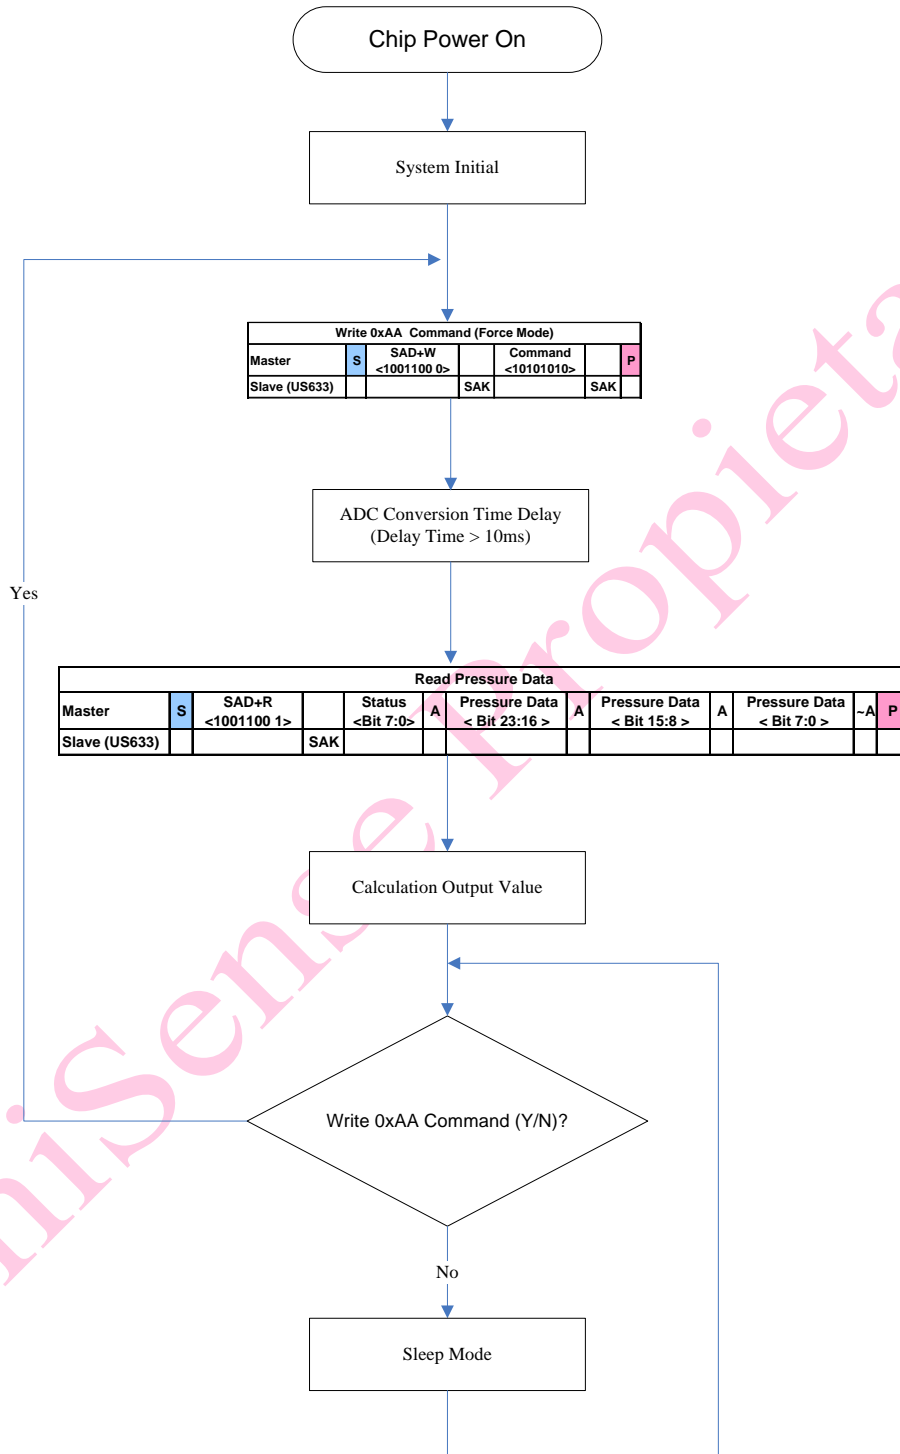 Chip Power On
System Initial
Write 0xAA Command (Force Mode)
Master S SAD+W <1001100 0> Command <10101010> P
Slave (US633) SAK SAK
ADC Conversion Time Delay
(Delay Time > 10ms)
Yes
Read Pressure Data
Master S SAD+R <1001100 1> Status <Bit 7:0> A Pressure Data < Bit 23:16 > A Pressure Data < Bit 15:8 > A Pressure Data < Bit 7:0 > ~A P
Slave (US633) SAK
Calculation Output Value
Write 0xAA Command (Y/N)?
No
Sleep Mode
niSense Propieta